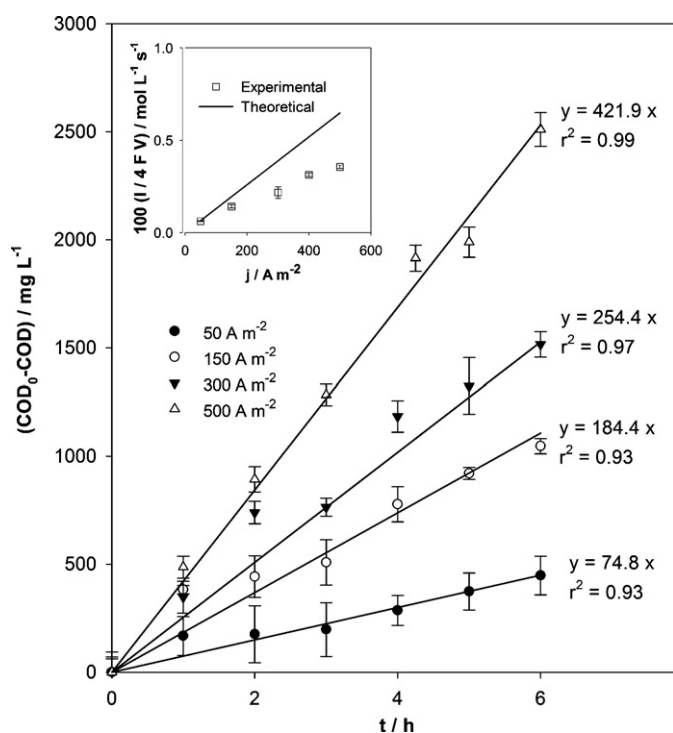 3000
2500
2000
1500
1000
500
0
(COD₀-COD) / mg L⁻¹
0
2
4
6
t / h
1.0
0.5
0.0
100 (I / 4 F V) / mol L⁻¹ s⁻¹
0
200
400
600
j / A m⁻²
Experimental
Theoretical
50 A m⁻²
150 A m⁻²
300 A m⁻²
500 A m⁻²
y = 421.9 x
r² = 0.99
y = 254.4 x
r² = 0.97
y = 184.4 x
r² = 0.93
y = 74.8 x
r² = 0.93